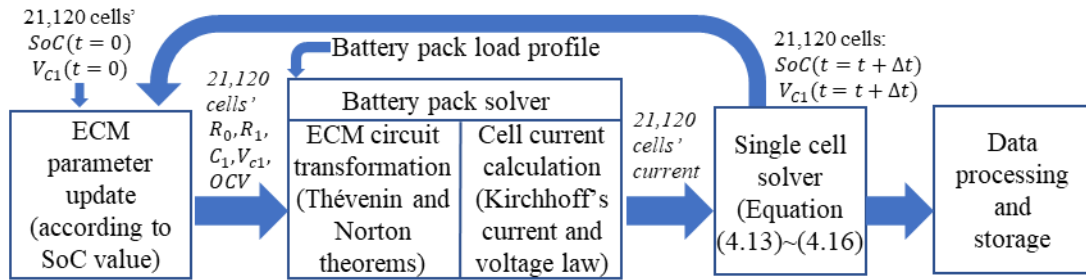 21,120 cells'
SoC(t = 0)
V_C1(t = 0)
ECM
parameter
update
(according to
SoC value)
21,120
cells'
R_0,R_1,
C_1,V_c1,
OCV
Battery pack load profile
Battery pack solver
ECM circuit
transformation
(Thévenin and
Norton
theorems)
Cell current
calculation
(Kirchhoff's
current and
voltage law)
21,120
cells'
current
21,120 cells:
SoC(t = t + Δt)
V_C1(t = t + Δt)
Single cell
solver
(Equation
(4.13)~(4.16)
Data
processing
and
storage